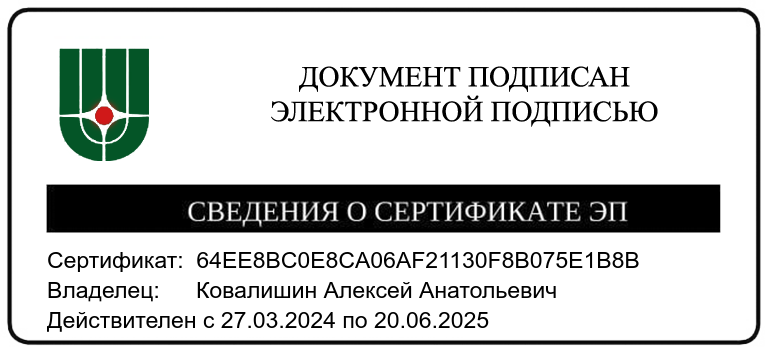 ДОКУМЕНТ ПОДПИСАН
ЭЛЕКТРОННОЙ ПОДПИСЬЮ
СВЕДЕНИЯ О СЕРТИФИКАТЕ ЭП
Сертификат: 64EE8BC0E8CA06AF21130F8B075E1B8B
Владелец: Ковалишин Алексей Анатольевич
Действителен с 27.03.2024 по 20.06.2025